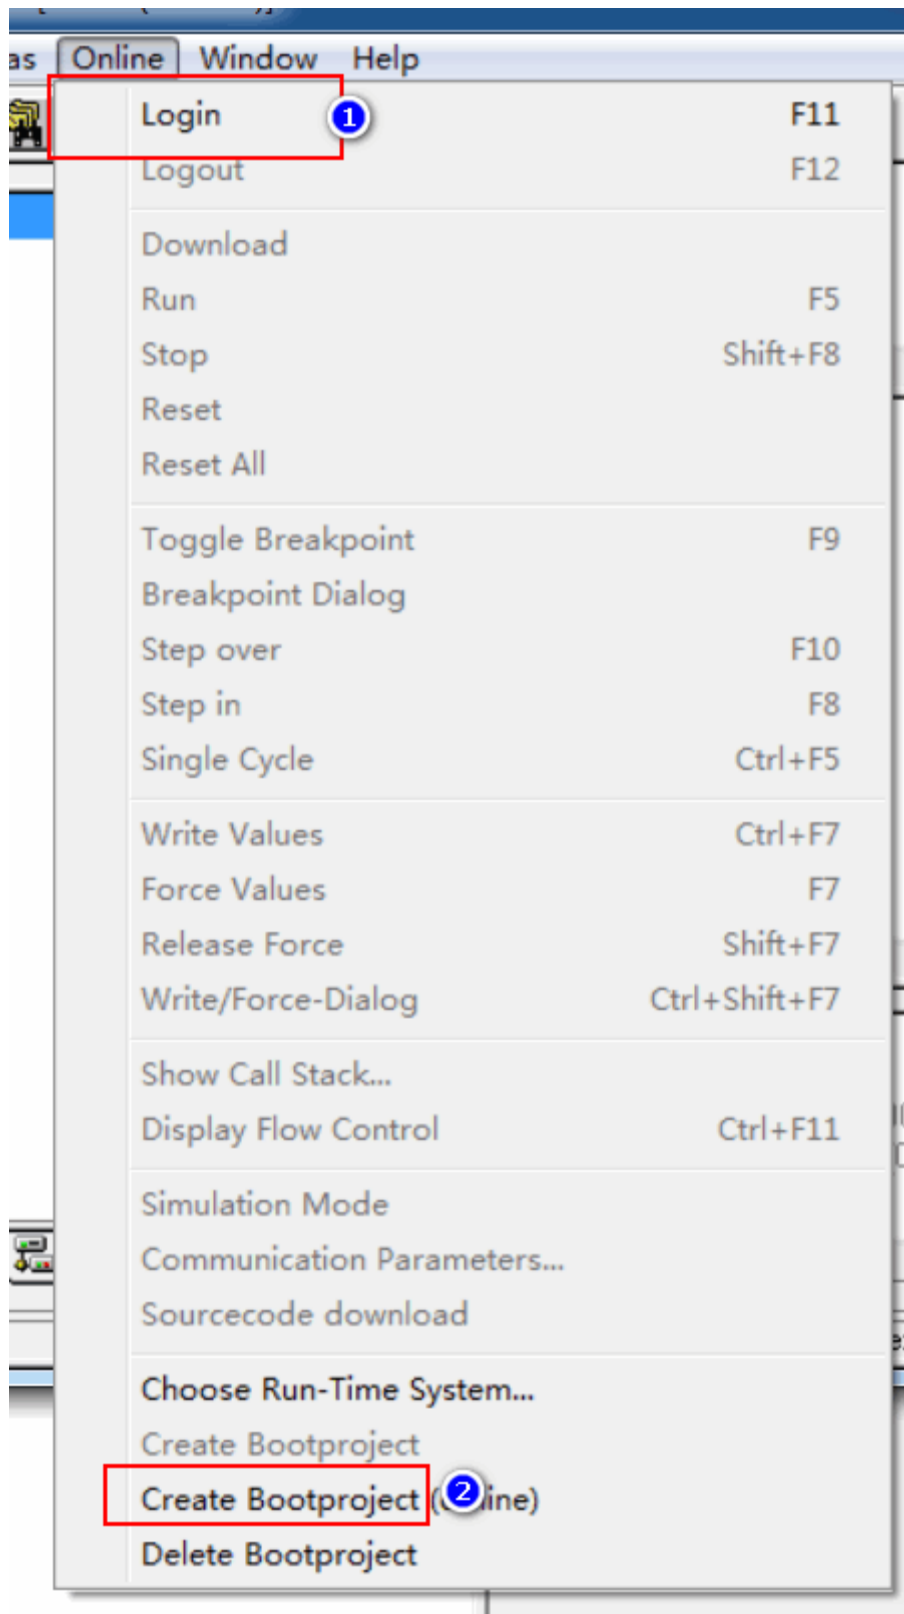 as Online Window Help
Login 1 F11
Logout F12
Download
Run F5
Stop Shift+F8
Reset
Reset All
Toggle Breakpoint F9
Breakpoint Dialog
Step over F10
Step in F8
Single Cycle Ctrl+F5
Write Values Ctrl+F7
Force Values F7
Release Force Shift+F7
Write/Force-Dialog Ctrl+Shift+F7
Show Call Stack...
Display Flow Control Ctrl+F11
Simulation Mode
Communication Parameters...
Sourcecode download
Choose Run-Time System...
Create Bootproject
Create Bootproject 2 ine)
Delete Bootproject